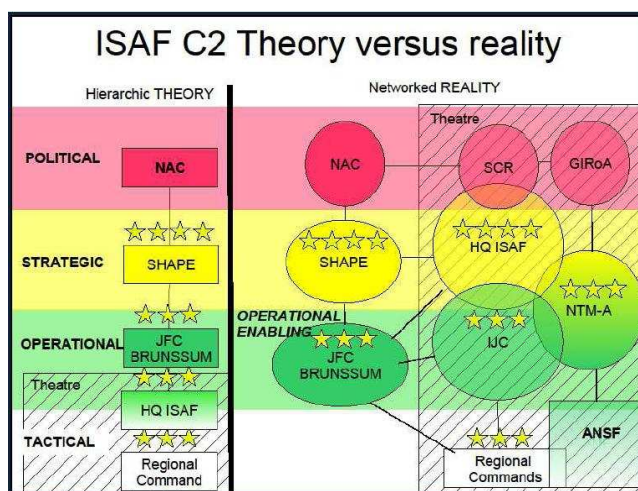 ISAF C2 Theory versus reality
Hierarchic THEORY
Networked REALITY
POLITICAL
NAC
STRATEGIC
SHAPE
OPERATIONAL
JFC
BRUNSSUM
Theatre
HQ ISAF
TACTICAL
Regional
Command
Theatre
NAC
SCR
GIRoA
SHAPE
HQ ISAF
OPERATIONAL
ENABLING
JFC
BRUNSSUM
IJC
NTM-A
Regional
Commands
ANSF